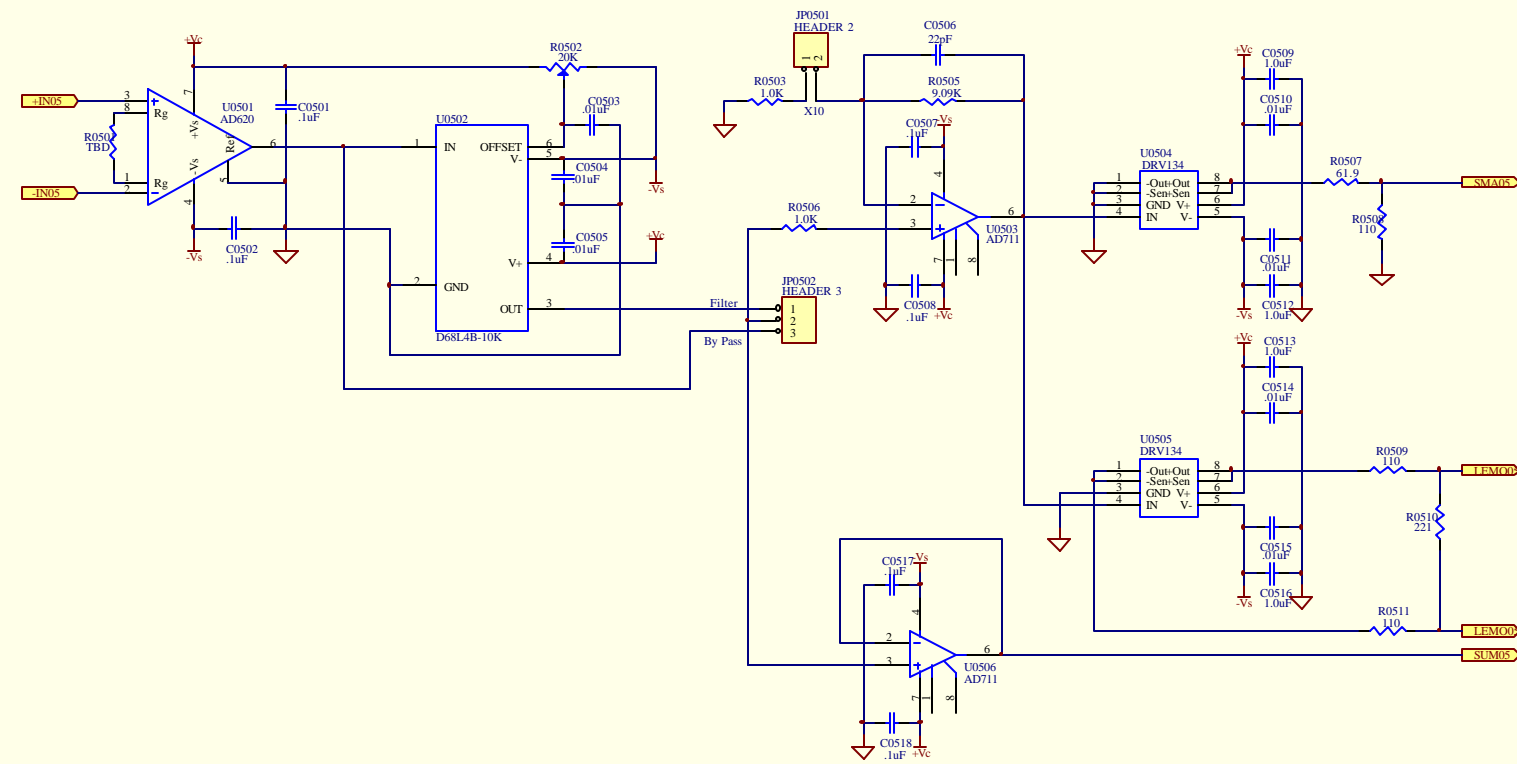 +IN05
-IN05
+Vc
3
8
1
2
7
4
5
6
Rg
Rg
+Vs
-Vs
Ref
U0501
AD620
TBD
C0501
.1uF
C0502
.1uF
-Vs
R0502
20K
C0503
.01uF
U0502
1
IN
OFFSET
6
V-
5
C0504
.01uF
-Vs
C0505
.01uF
+Vc
V+
4
2
GND
OUT
3
D68L4B-10K
Filter
By Pass
JP0501
HEADER 2
1
2
X10
R0503
1.0K
C0506
22pF
R0505
9.09K
C0507
.1uF
-Vs
4
2
3
6
7
1
8
U0503
AD711
R0506
1.0K
C0508
.1uF
+Vc
JP0502
HEADER 3
1
2
3
U0504
DRV134
1
2
3
4
-Out+Out
-Sen+Sen
GND V+
IN V-
8
7
6
5
+Vc
C0509
1.0uF
C0510
.01uF
C0511
.01uF
C0512
1.0uF
-Vs
R0507
61.9
R0508
110
SMA05
U0505
DRV134
1
2
3
4
-Out+Out
-Sen+Sen
GND V+
IN V-
8
7
6
5
+Vc
C0513
1.0uF
C0514
.01uF
C0515
.01uF
C0516
1.0uF
-Vs
R0509
110
R0510
221
R0511
110
SUM05
C0517
.1uF
-Vs
4
2
3
6
7
1
8
U0506
AD711
C0518
.1uF
+Vc